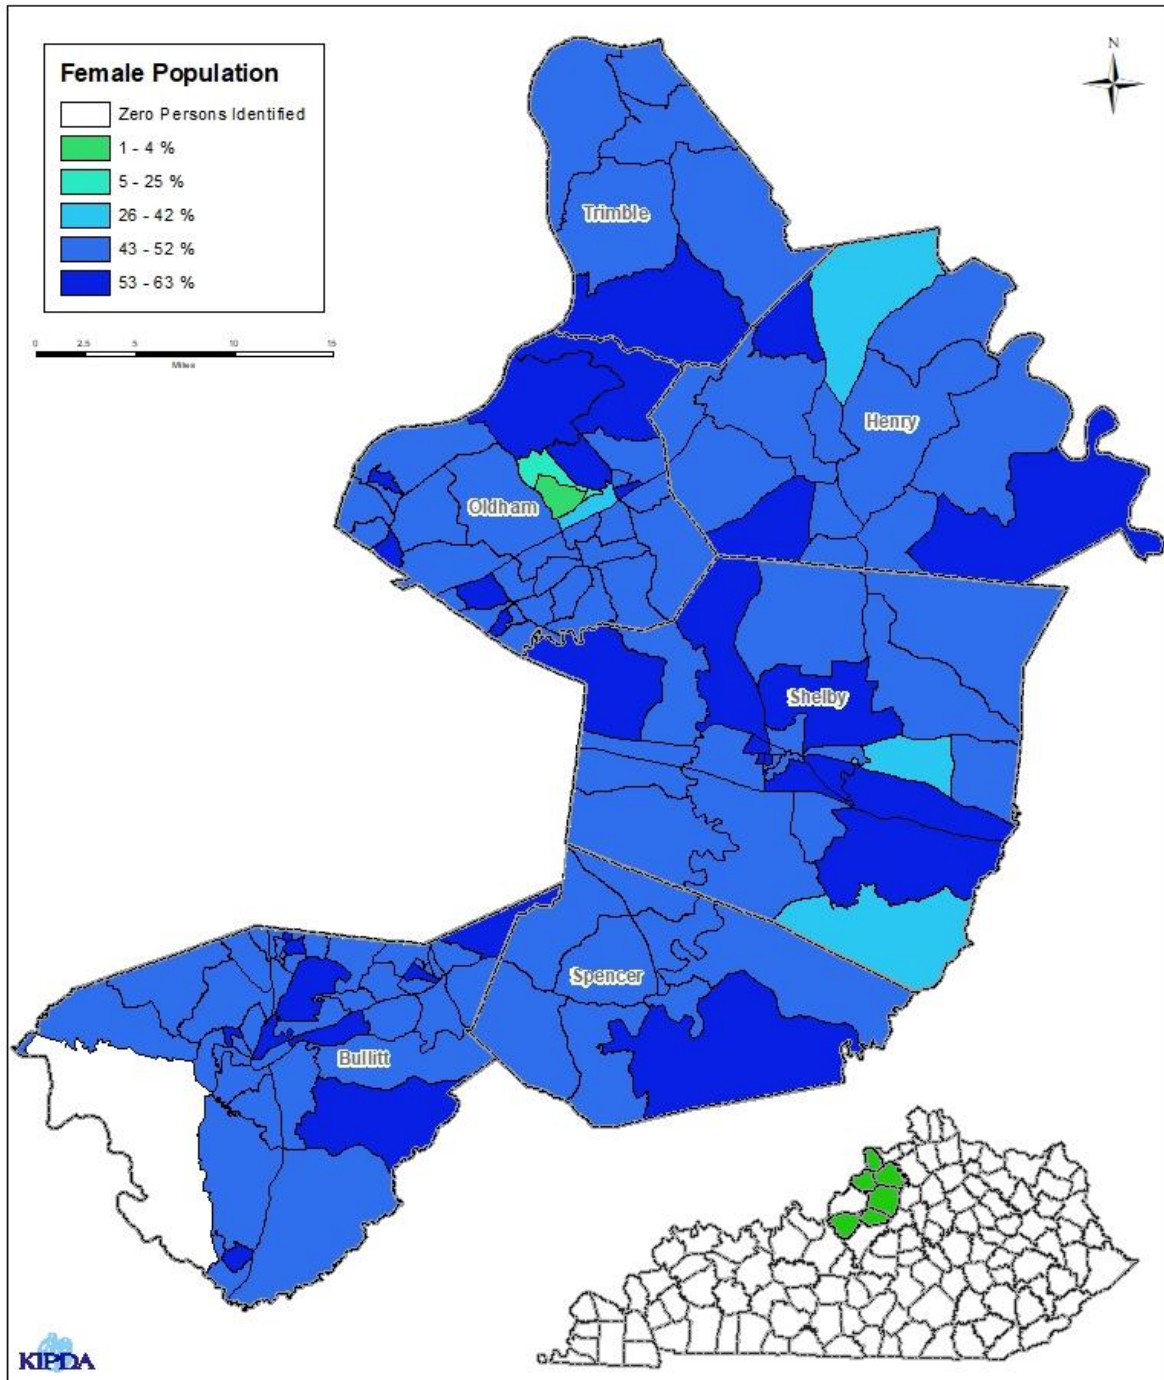 N
Female Population
Zero Persons Identified
1 - 4 %
5 - 25 %
26 - 42 %
43 - 52 %
53 - 63 %
0 2.5 5 10 15
Miles
Trimble
Henry
Oldham
Shelby
Spencer
Bullitt
KIPDA